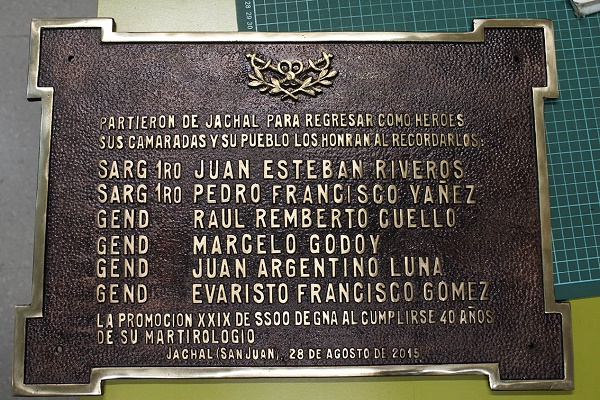 PARTIERON DE JACHAL PARA REGRESAR COMO HEROES
SUS CAMARADAS Y SU PUEBLO LOS HONRAN AL RECORDARLOS:
SARG 1RO JUAN ESTEBAN RIVEROS
SARG 1RO PEDRO FRANCISCO YAÑEZ
GEND RAUL REMBERTO CUELLO
GEND MARCELO GODOY
GEND JUAN ARGENTINO LUNA
GEND EVARISTO FRANCISCO GOMEZ
LA PROMOCION XXIX DE SSOO DE GNA AL CUMPLIRSE 40 AÑOS
DE SU MARTIROLOGIO
JACHAL (SAN JUAN), 28 DE AGOSTO DE 2015.
28 29 30